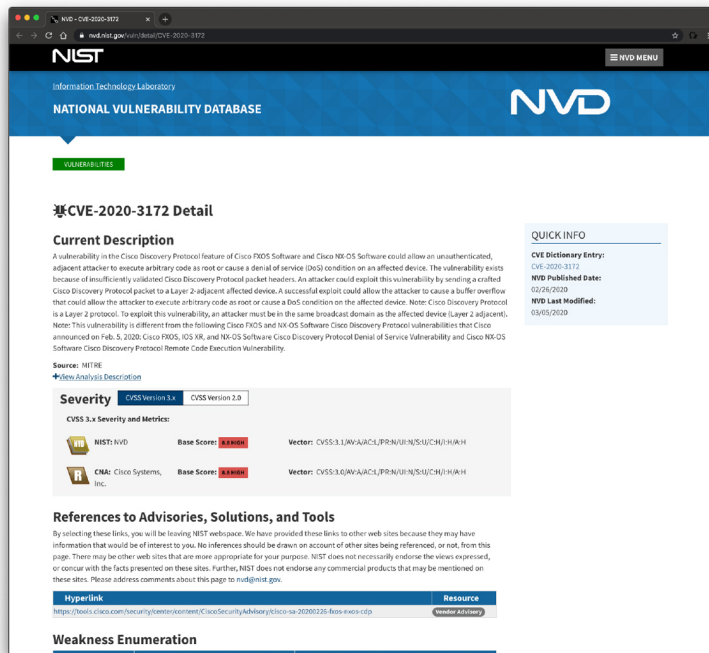 NVD - CVE-2020-3172
nvd.nist.gov/vuln/detail/CVE-2020-3172
NIST
NVD MENU
Information Technology Laboratory
NATIONAL VULNERABILITY DATABASE
NVD
VULNERABILITIES
CVE-2020-3172 Detail
Current Description
A vulnerability in the Cisco Discovery Protocol feature of Cisco FXOS Software and Cisco NX-OS Software could allow an unauthenticated,
adjacent attacker to execute arbitrary code as root or cause a denial of service (DoS) condition on an affected device. The vulnerability exists
because of insufficiently validated Cisco Discovery Protocol packet headers. An attacker could exploit this vulnerability by sending a crafted
Cisco Discovery Protocol packet to a Layer 2-adjacent affected device. A successful exploit could allow the attacker to cause a buffer overflow
that could allow the attacker to execute arbitrary code as root or cause a DoS condition on the affected device. Note: Cisco Discovery Protocol
is a Layer 2 protocol. To exploit this vulnerability, an attacker must be in the same broadcast domain as the affected device (Layer 2 adjacent).
Note: This vulnerability is different from the following Cisco FXOS and NX-OS Software Cisco Discovery Protocol vulnerabilities that Cisco
announced on Feb. 5, 2020: Cisco FXOS, IOS XR, and NX-OS Software Cisco Discovery Protocol Denial of Service Vulnerability and Cisco NX-OS
Software Cisco Discovery Protocol Remote Code Execution Vulnerability.
Source: MITRE
+View Analysis Description
QUICK INFO
CVE Dictionary Entry:
CVE-2020-3172
NVD Published Date:
02/26/2020
NVD Last Modified:
03/05/2020
Severity CVSS Version 3.x CVSS Version 2.0
CVSS 3.x Severity and Metrics:
NVD NIST: NVD Base Score: 8.8 HIGH Vector: CVSS:3.1/AV:A/AC:L/PR:N/UI:N/S:U/C:H/I:H/A:H
R CNA: Cisco Systems, Inc. Base Score: 8.8 HIGH Vector: CVSS:3.0/AV:A/AC:L/PR:N/UI:N/S:U/C:H/I:H/A:H
References to Advisories, Solutions, and Tools
By selecting these links, you will be leaving NIST webspace. We have provided these links to other web sites because they may have
information that would be of interest to you. No inferences should be drawn on account of other sites being referenced, or not, from this
page. There may be other web sites that are more appropriate for your purpose. NIST does not necessarily endorse the views expressed,
or concur with the facts presented on these sites. Further, NIST does not endorse any commercial products that may be mentioned on
these sites. Please address comments about this page to nvd@nist.gov.
Hyperlink Resource
https://tools.cisco.com/security/center/content/CiscoSecurityAdvisory/cisco-sa-20200226-fxos-nxos-cdp Vendor Advisory
Weakness Enumeration